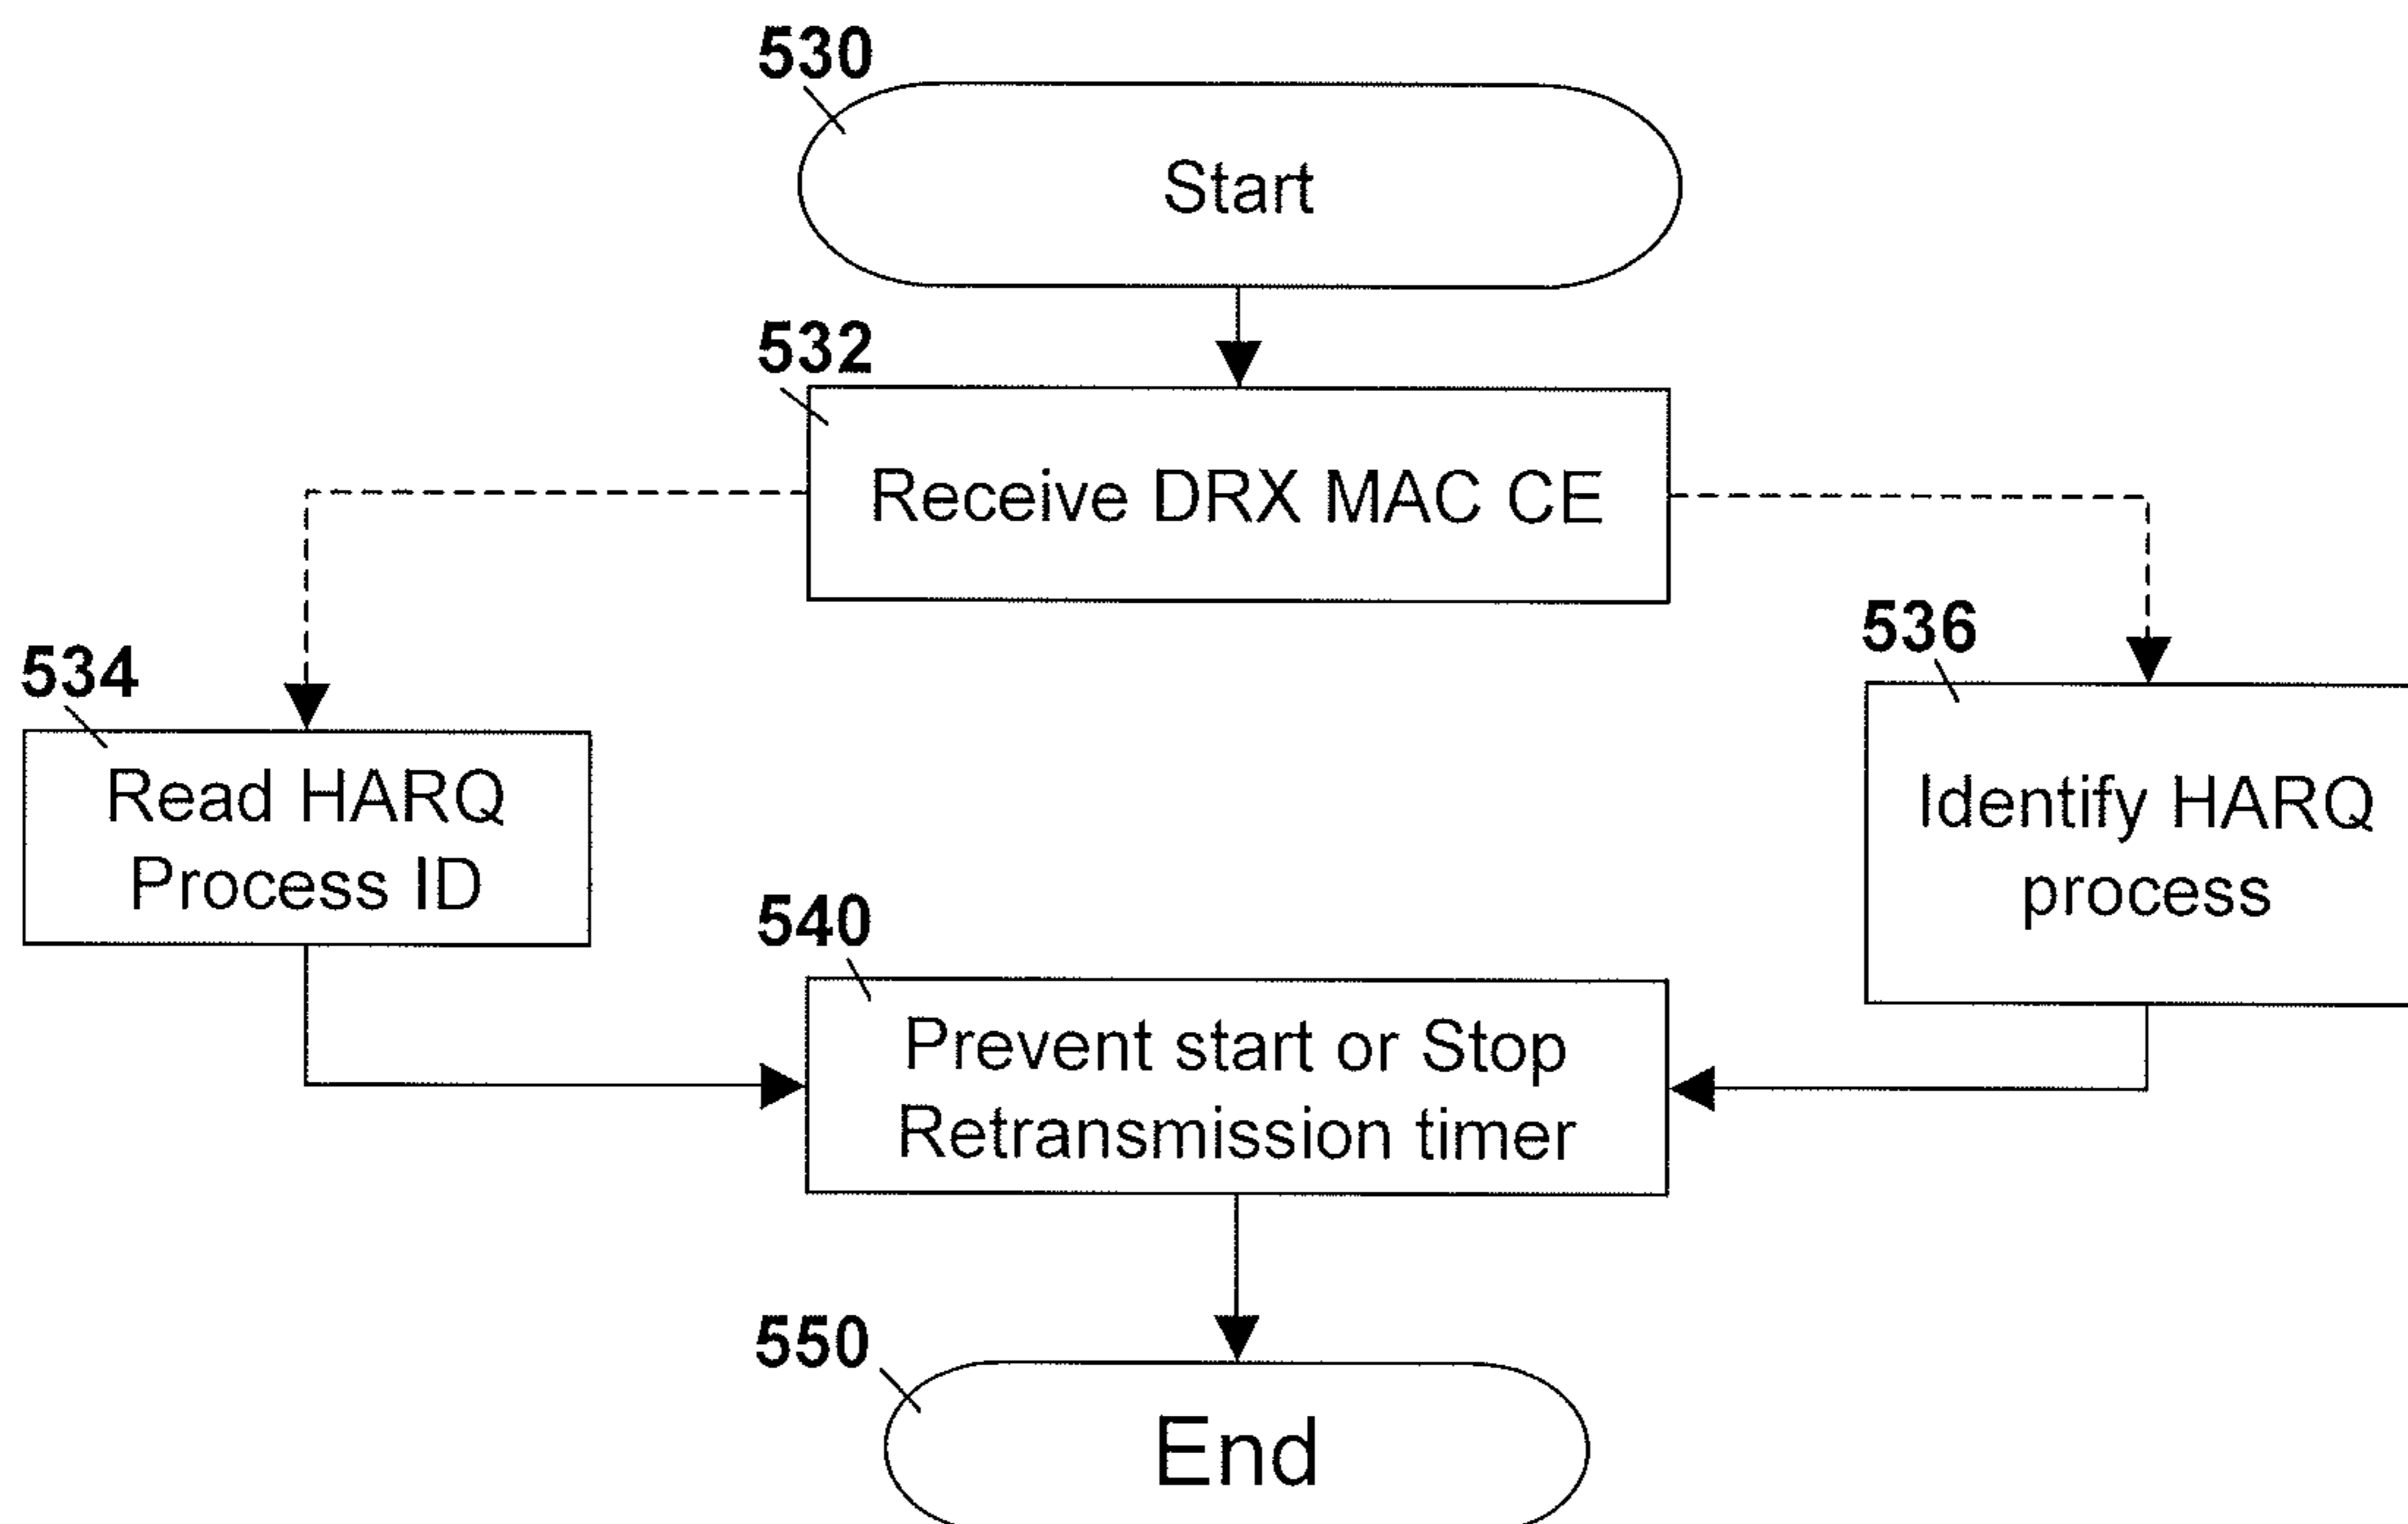 530
Start
532
Receive DRX MAC CE
534
Read HARQ
Process ID
536
Identify HARQ
process
540
Prevent start or Stop
Retransmission timer
550
End